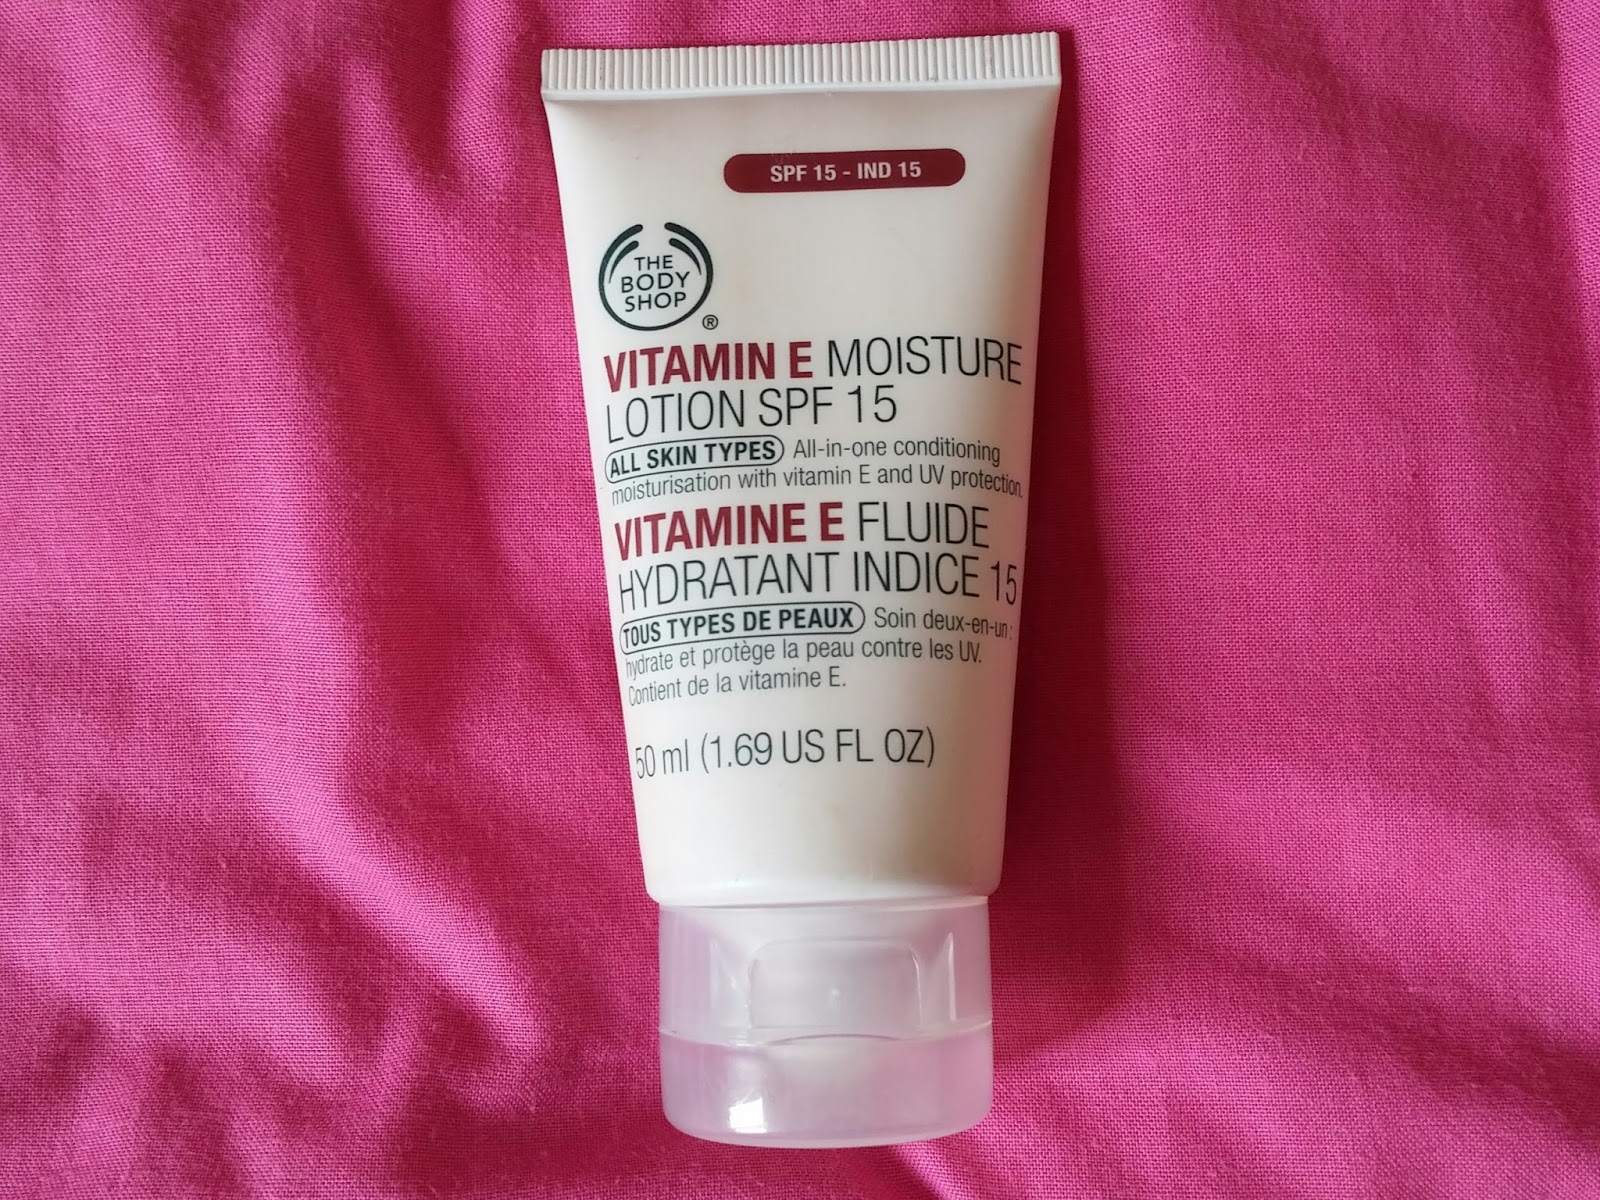 SPF 15 - IND 15
THE
BODY
SHOP
®
VITAMIN E MOISTURE
LOTION SPF 15
ALL SKIN TYPES All-in-one conditioning
moisturisation with vitamin E and UV protection.
VITAMINE E FLUIDE
HYDRATANT INDICE 15
TOUS TYPES DE PEAUX Soin deux-en-un :
hydrate et protège la peau contre les UV.
Contient de la vitamine E.
50 ml (1.69 US FL OZ)